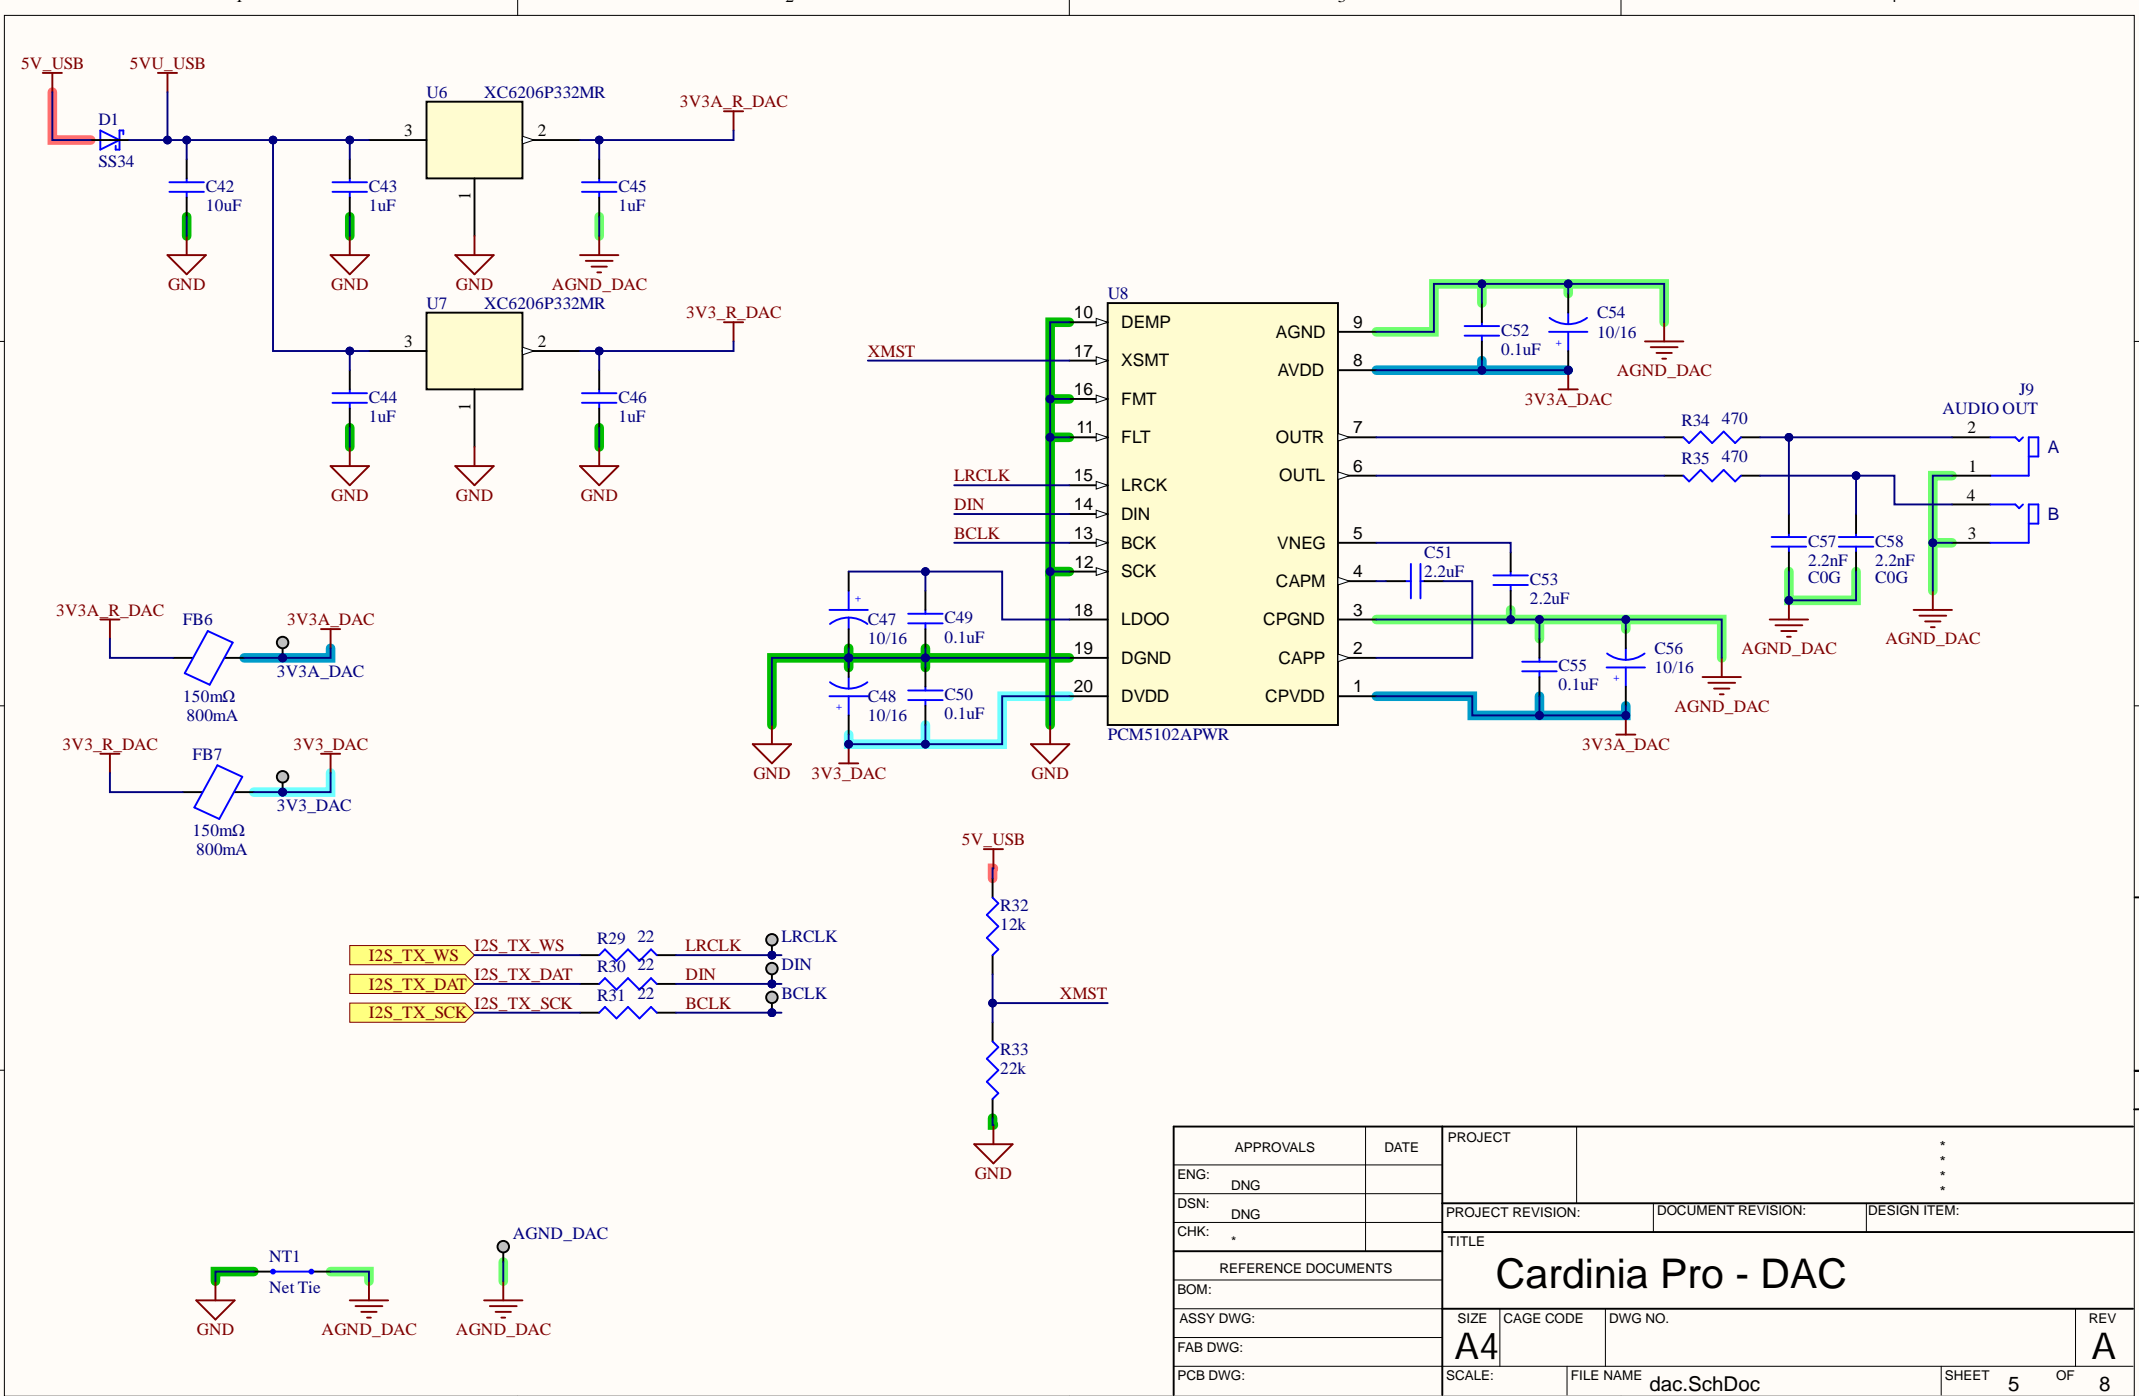 5V_USB
5VU_USB
D1
SS34
C42
10uF
GND
C43
1uF
GND
U6
XC6206P332MR
3
2
1
GND
C45
1uF
AGND_DAC
3V3A_R_DAC
U7
XC6206P332MR
3
2
1
GND
C44
1uF
GND
C46
1uF
GND
3V3_R_DAC
3V3A_R_DAC
FB6
150mΩ
800mA
3V3A_DAC
3V3A_DAC
3V3_R_DAC
FB7
150mΩ
800mA
3V3_DAC
3V3_DAC
U8
10
DEMP
XMST
17
XSMT
16
FMT
11
FLT
LRCLK
15
LRCK
DIN
14
DIN
BCLK
13
BCK
12
SCK
18
LDOO
19
DGND
20
DVDD
PCM5102APWR
AGND
9
AVDD
8
OUTR
7
OUTL
6
VNEG
5
CAPM
4
CPGND
3
CAPP
2
CPVDD
1
+
C47
10/16
C49
0.1uF
+
C48
10/16
C50
0.1uF
GND
3V3_DAC
GND
C52
0.1uF
+
C54
10/16
AGND_DAC
3V3A_DAC
R34 470
R35 470
J9
AUDIO OUT
2
A
1
4
B
3
C57
2.2nF
C0G
C58
2.2nF
C0G
AGND_DAC
AGND_DAC
C51
2.2uF
C53
2.2uF
C55
0.1uF
+
C56
10/16
AGND_DAC
3V3A_DAC
5V_USB
R32
12k
XMST
R33
22k
GND
I2S_TX_WS
I2S_TX_WS
R29 22
LRCLK
LRCLK
I2S_TX_DAT
I2S_TX_DAT
R30 22
DIN
DIN
I2S_TX_SCK
I2S_TX_SCK
R31 22
BCLK
BCLK
NT1
Net Tie
GND
AGND_DAC
AGND_DAC
AGND_DAC
APPROVALS
DATE
ENG:
DNG
DSN:
DNG
CHK:
*
REFERENCE DOCUMENTS
BOM:
ASSY DWG:
FAB DWG:
PCB DWG:
PROJECT
*
*
*
*
PROJECT REVISION:
DOCUMENT REVISION:
DESIGN ITEM:
TITLE
Cardinia Pro - DAC
SIZE
A4
CAGE CODE
DWG NO.
REV
A
SCALE:
FILE NAME
dac.SchDoc
SHEET 5 OF 8